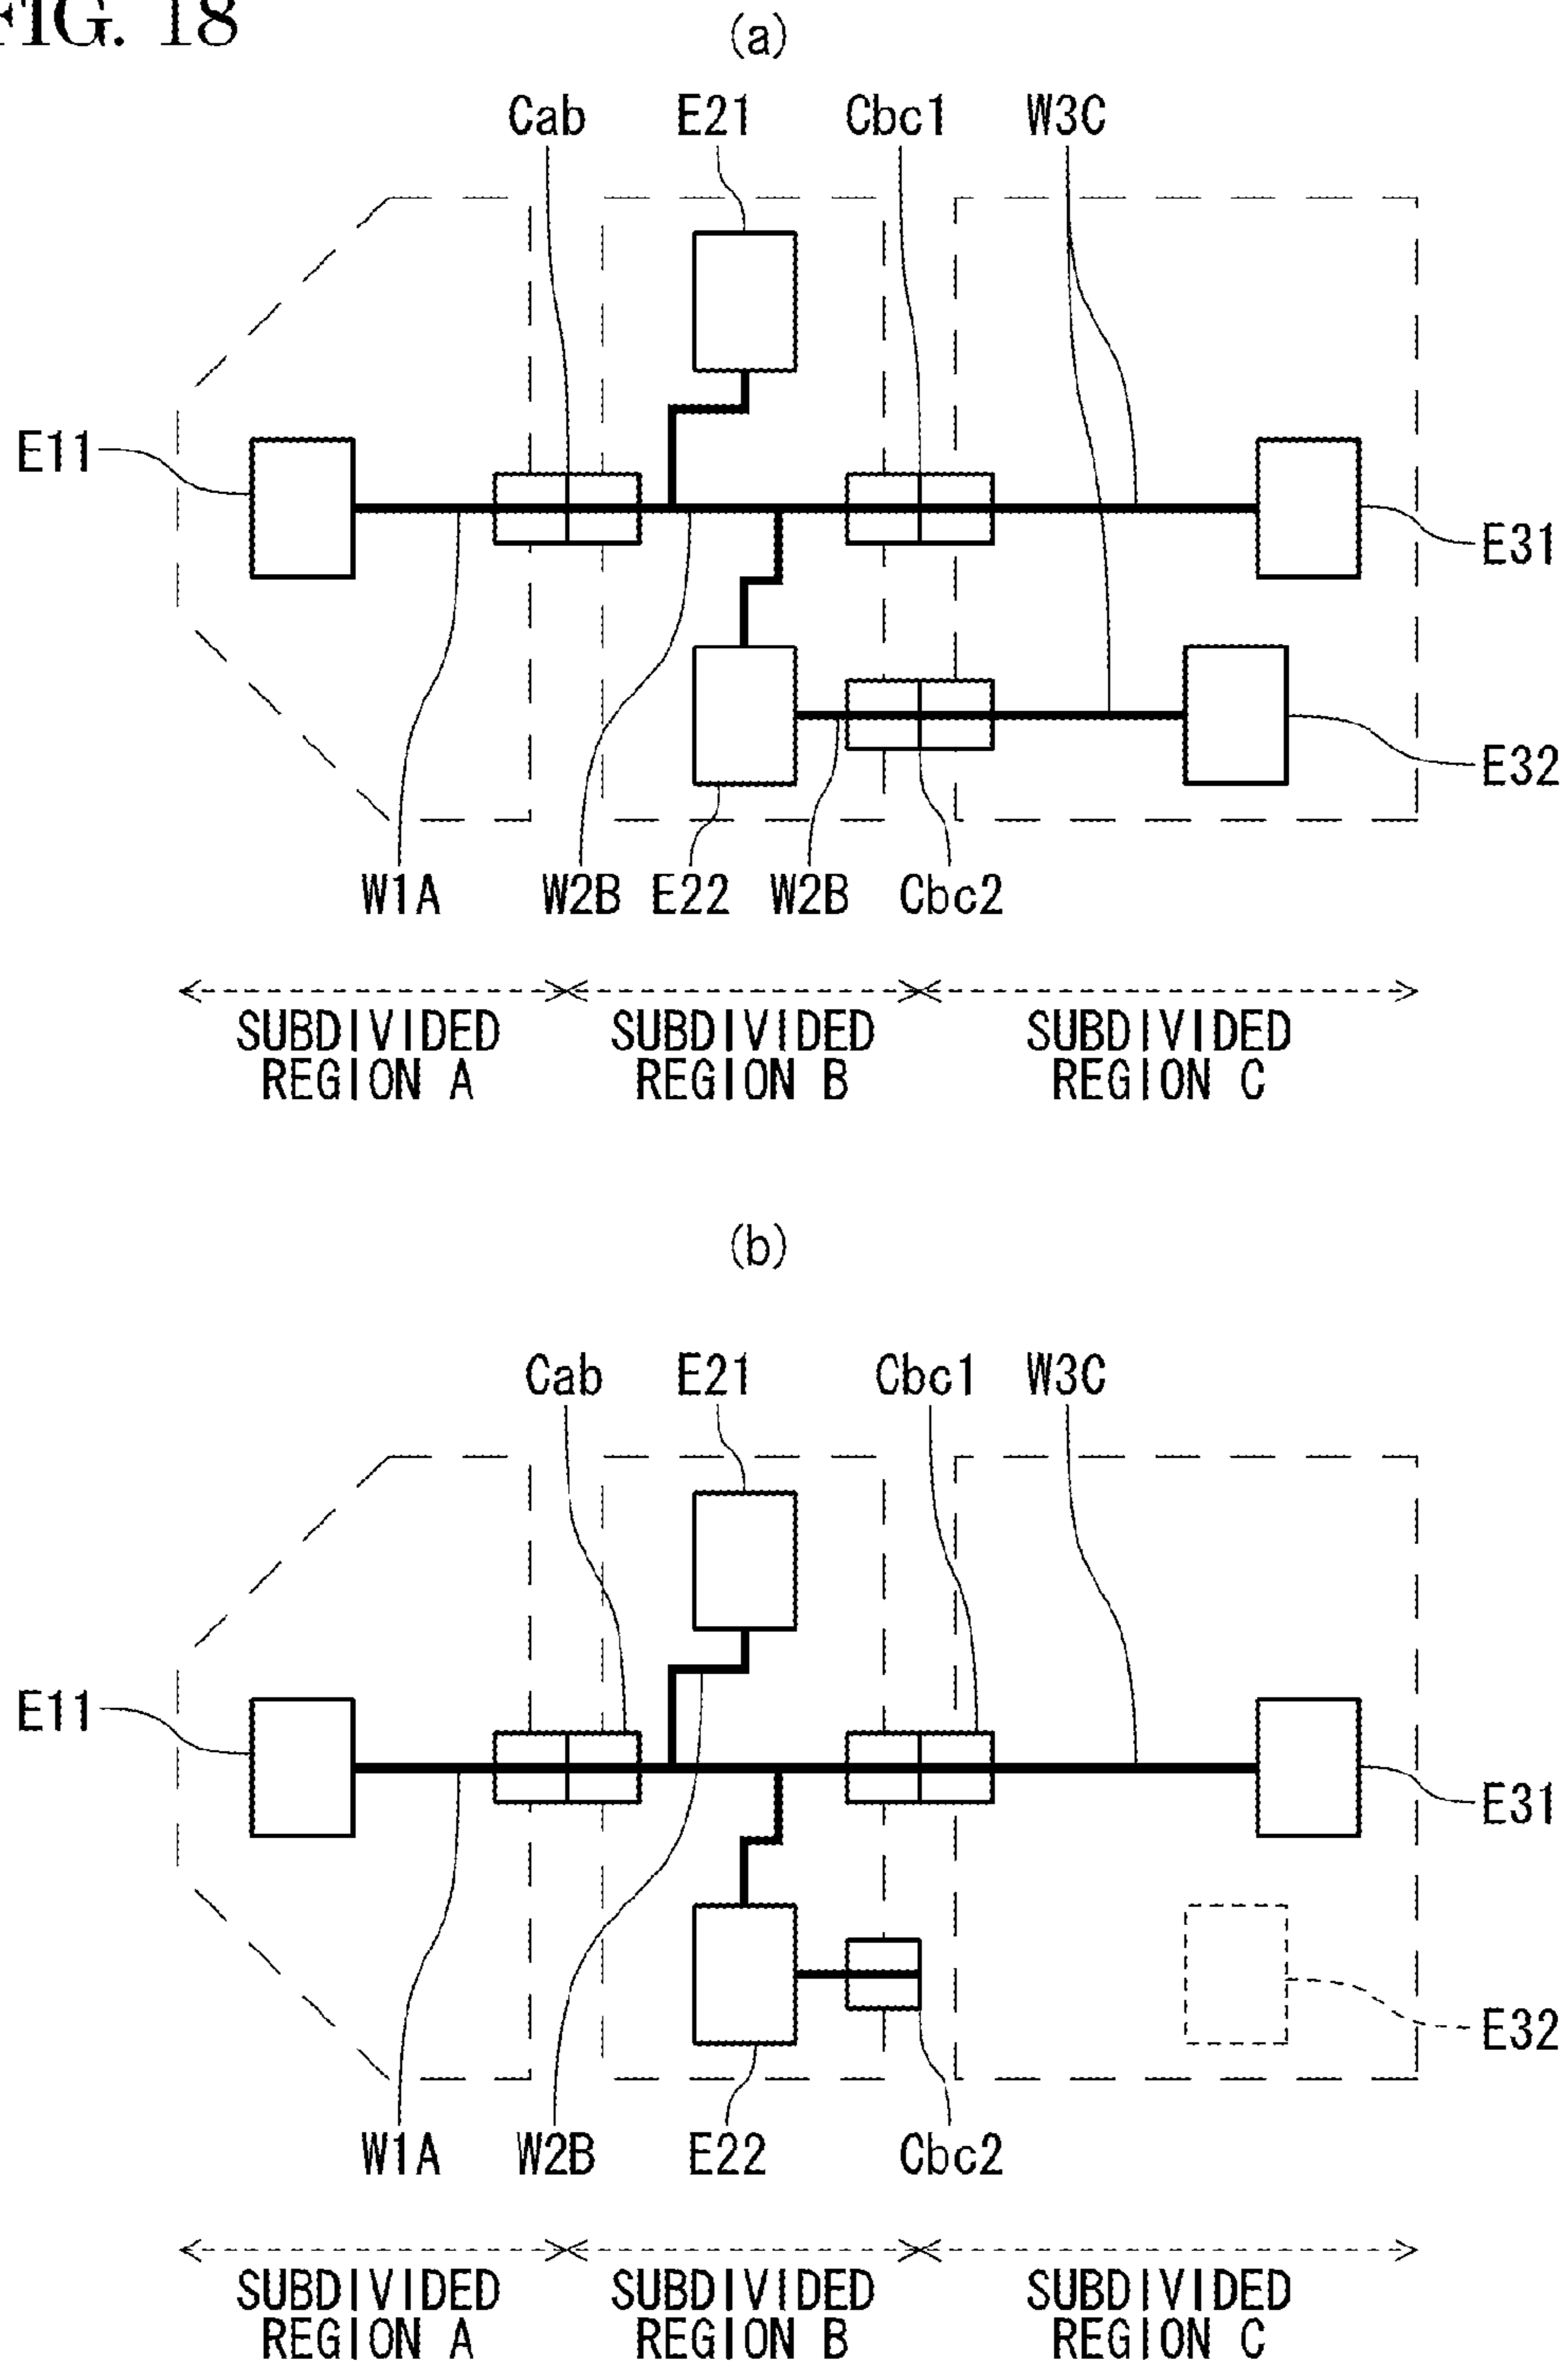 FIG. 18
(a)
Cab E21 Cbc1 W3C
E11
E31
E32
W1A W2B E22 W2B Cbc2
SUBDIVIDED SUBDIVIDED SUBDIVIDED
REGION A REGION B REGION C
(b)
Cab E21 Cbc1 W3C
E11
E31
E32
W1A W2B E22 Cbc2
SUBDIVIDED SUBDIVIDED SUBDIVIDED
REGION A REGION B REGION C